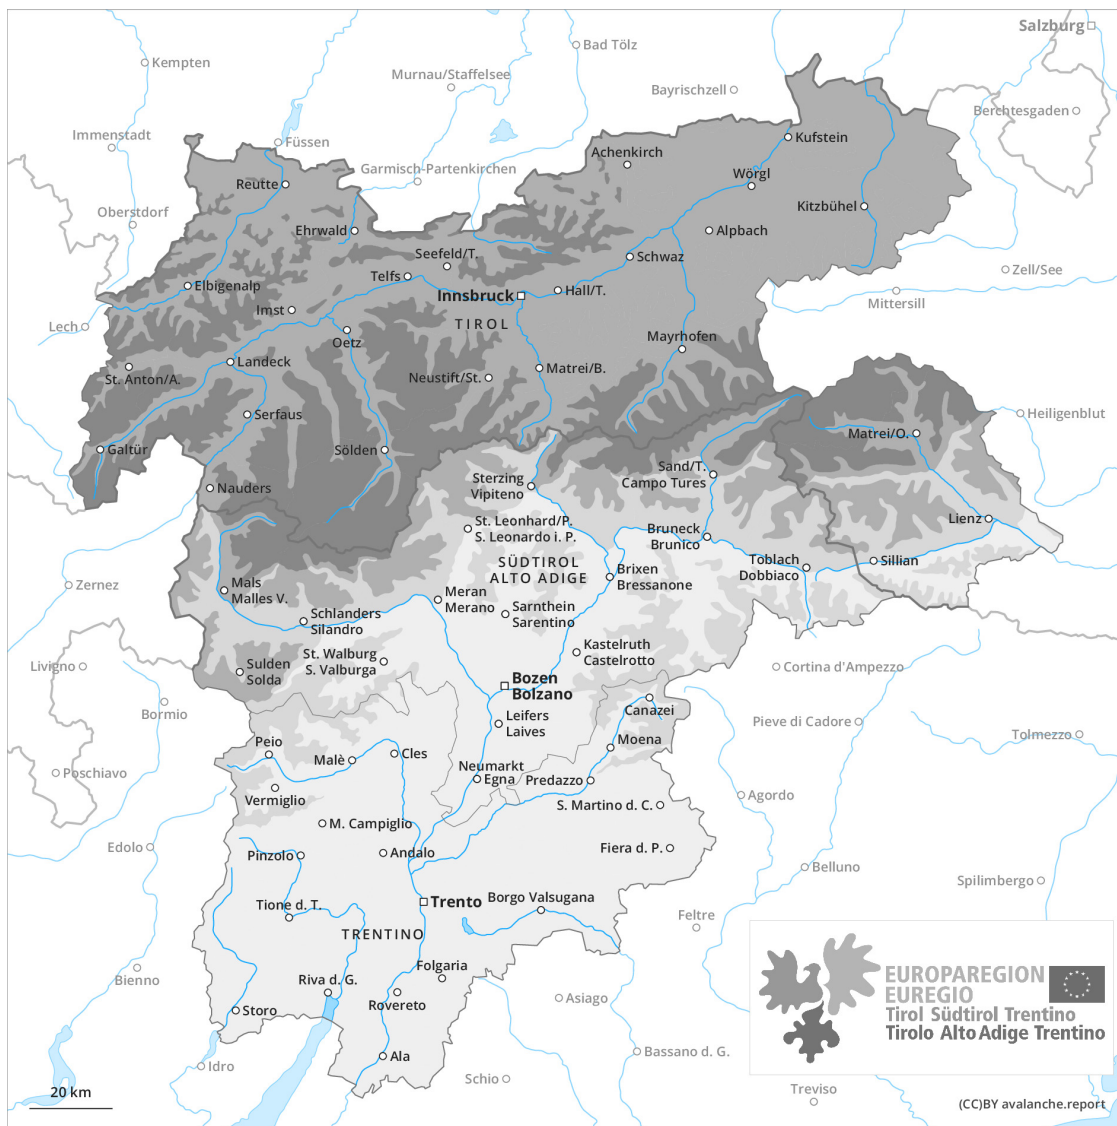 Salzburg
Bad Tölz
Kempten
Murnau/Staffelsee
Bayrischzell
Berchtesgaden
Immenstadt
Füssen
Kufstein
Achenkirch
Garmisch-Partenkirchen
Wörgl
Reutte
Kitzbühel
Oberstdorf
Ehrwald
Alpbach
Seefeld/T.
Schwaz
Zell/See
Telfs
Elbigenalp
Hall/T.
Innsbruck
Mittersill
Imst
Lech
TIROL
Oetz
Mayrhofen
Landeck
Matrei/B.
St. Anton/A.
Neustift/St.
Serfaus
Heiligenblut
Matrei/O.
Galtür
Sölden
Sand/T.
Campo Tures
Sterzing
Vipiteno
Nauders
St. Leonhard/P.
S. Leonardo i. P.
Lienz
Bruneck
Brunico
SÜDTIROL
ALTO ADIGE
Toblach
Dobbiaco
Sillian
Brixen
Bressanone
Zernez
Mals
Malles V.
Meran
Merano
Schlanders
Silandro
Sarnthein
Sarentino
Kastelruth
Castelrotto
St. Walburg
S. Valburga
Livigno
Sulden
Solda
Cortina d'Ampezzo
Bozen
Bolzano
Bormio
Canazei
Leifers
Laives
Pieve di Cadore
Tolmezzo
Peio
Moena
Malè
Cles
Poschiavo
Neumarkt
Egna
Predazzo
Vermiglio
Agordo
S. Martino d. C.
M. Campiglio
Edolo
Pinzolo
Andalo
Fiera d. P.
Belluno
Spilimbergo
Trento
Borgo Valsugana
Tione d. T.
Feltre
TRENTINO
Bienno
Folgaria
Riva d. G.
Rovereto
Asiago
Storo
EUROPAREGION
EUREGIO
Tirol Südtirol Trentino
Tirolo Alto Adige Trentino
Ala
Bassano d. G.
Idro
Schio
Treviso
20 km
(CC)BY avalanche.report